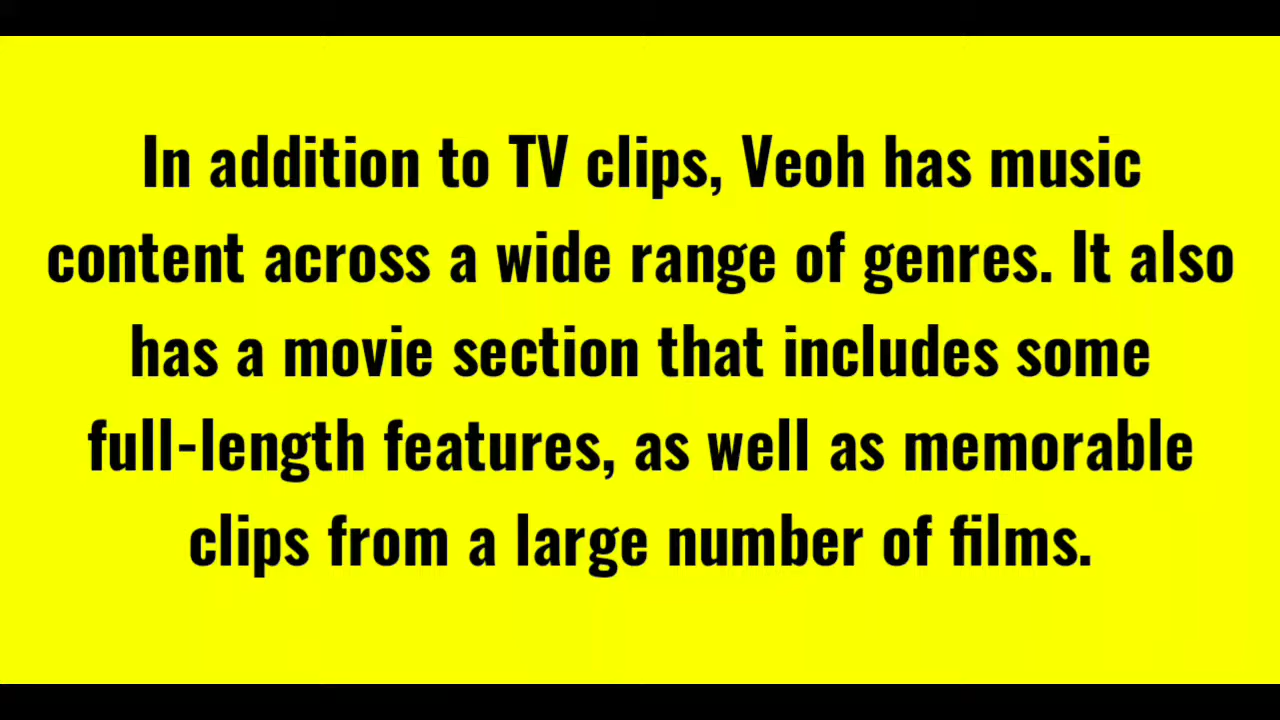 In addition to TV clips, Veoh has music
content across a wide range of genres. It also
has a movie section that includes some
full-length features, as well as memorable
clips from a large number of films.